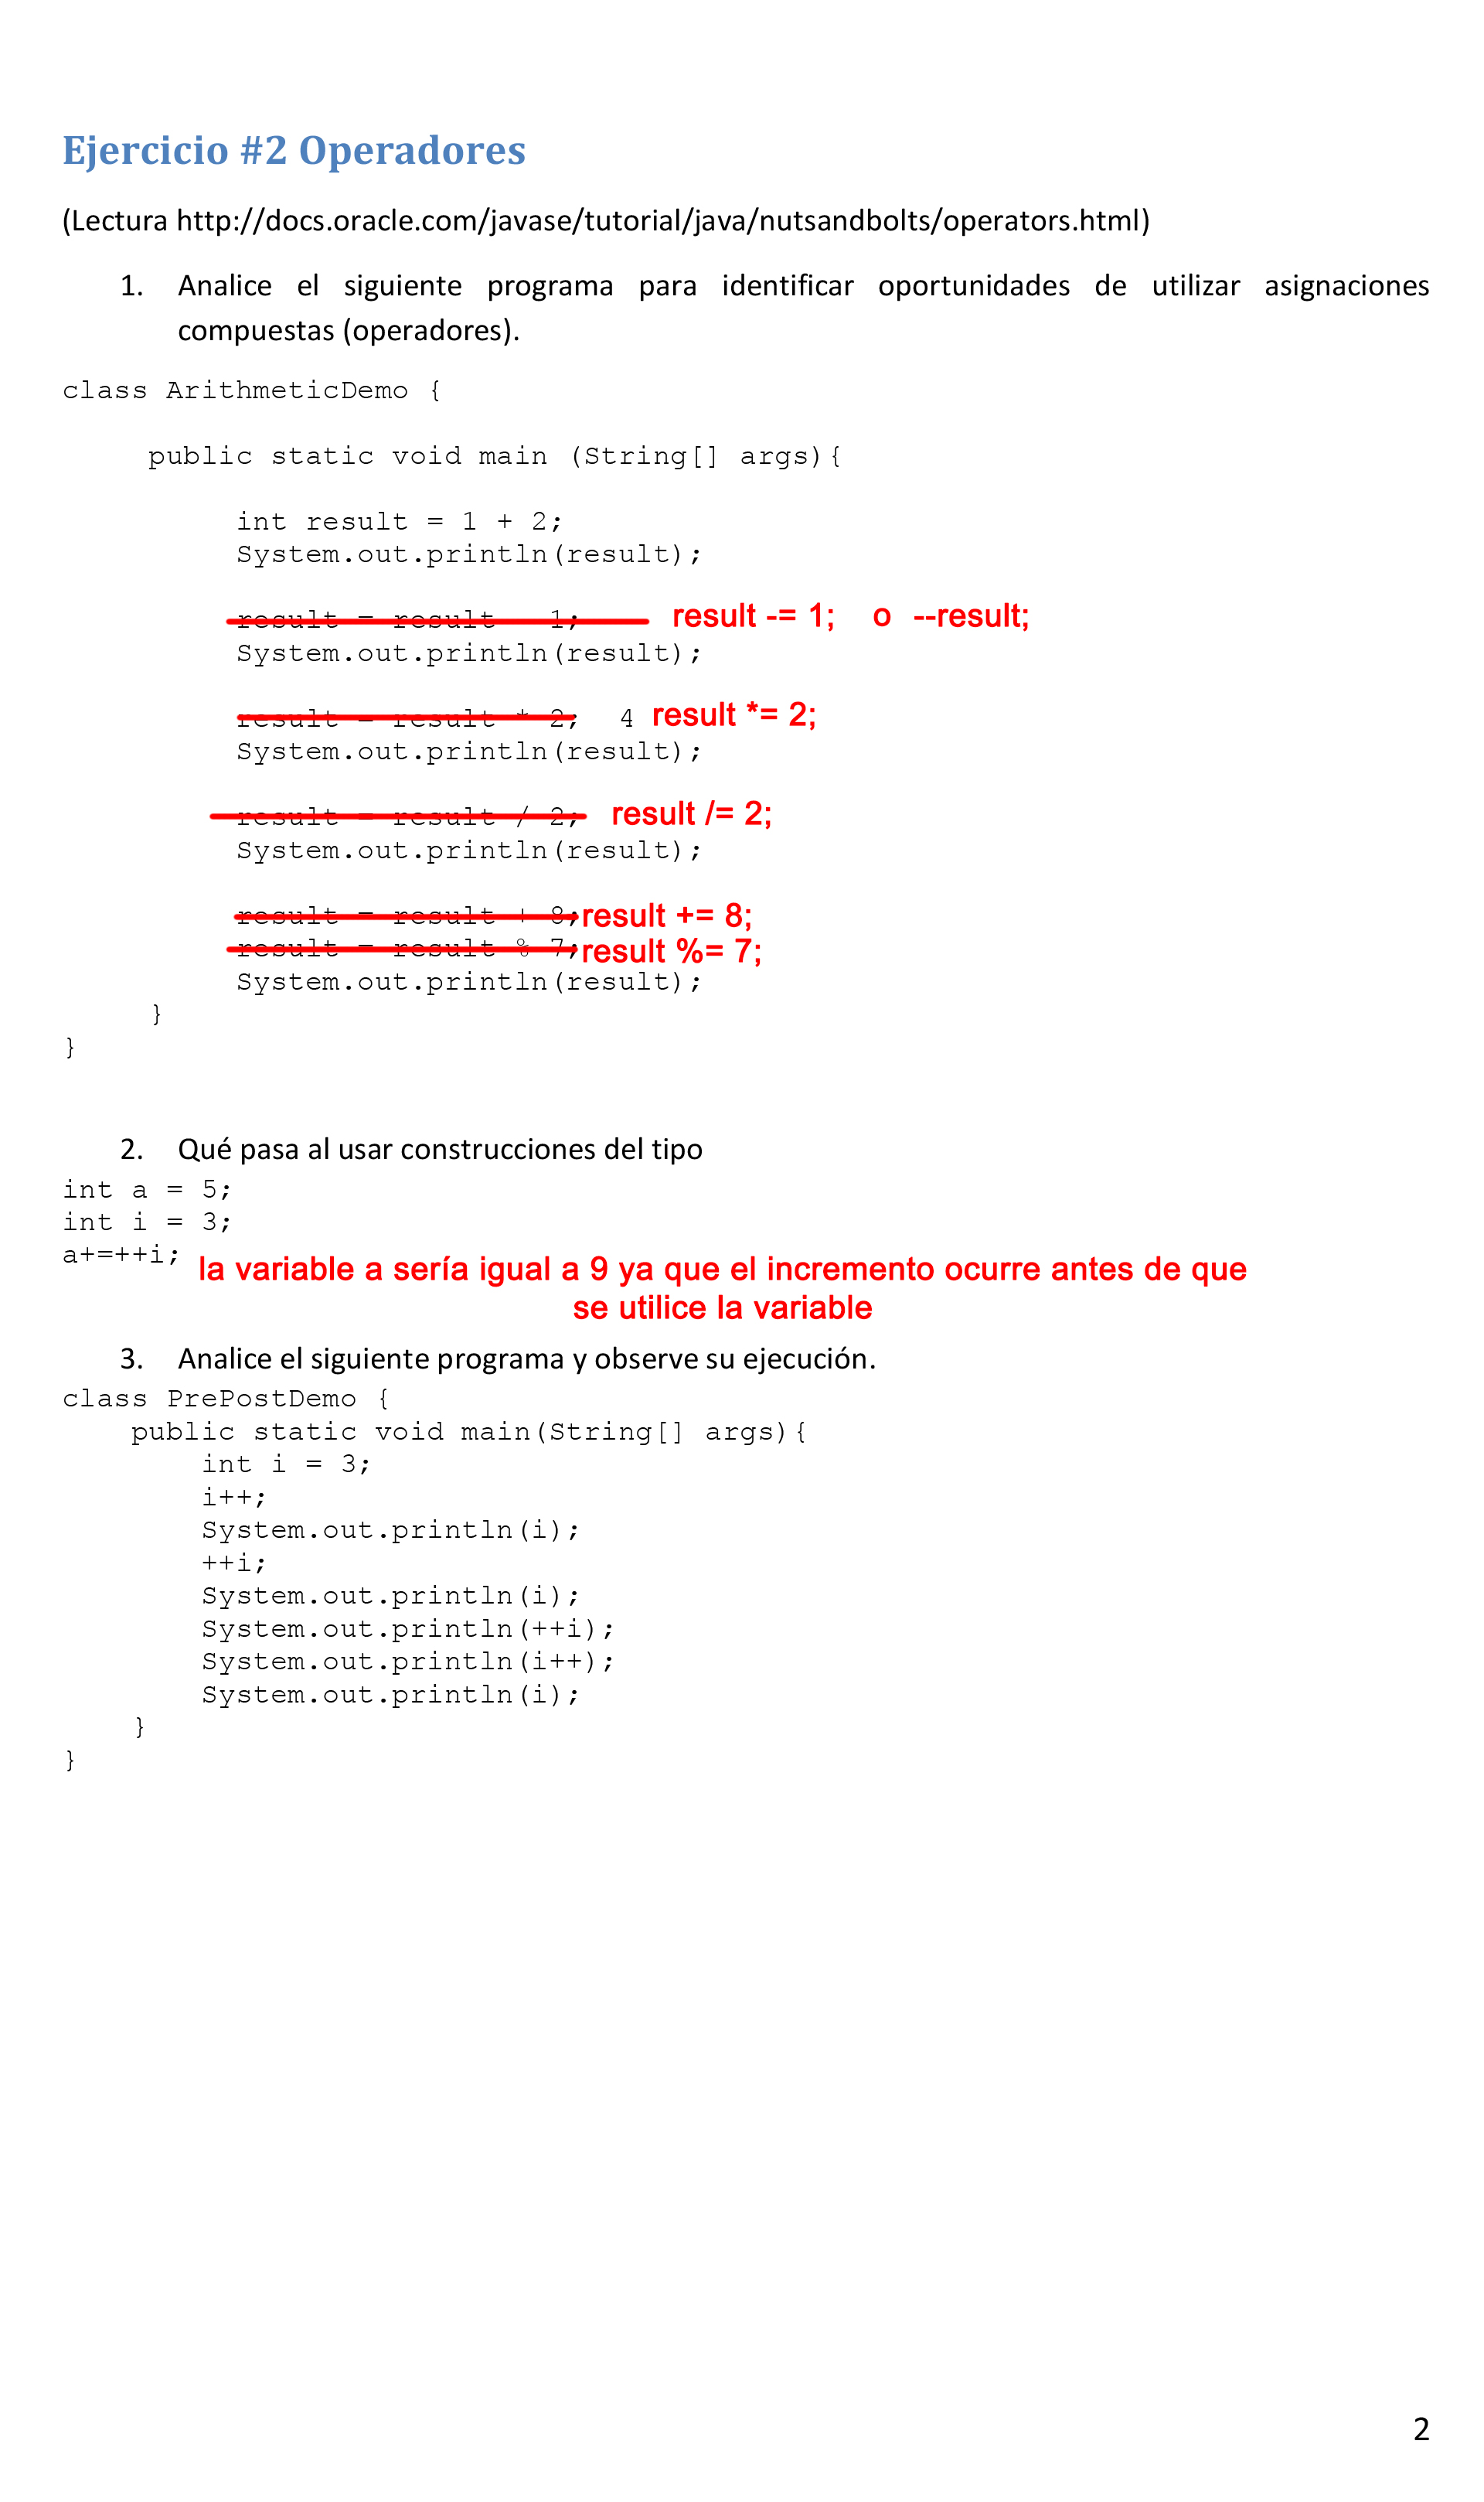 Ejercicio #2 Operadores
(Lectura http://docs.oracle.com/javase/tutorial/java/nutsandbolts/operators.html)
1. Analice el siguiente programa para identificar oportunidades de utilizar asignaciones
compuestas (operadores).
class ArithmeticDemo {
public static void main (String[] args){
int result = 1 + 2;
System.out.println(result);
result = result - 1; result -= 1; o --result;
System.out.println(result);
result = result * 2; 4 result *= 2;
System.out.println(result);
result = result / 2; result /= 2;
System.out.println(result);
result = result + 8; result += 8;
result = result % 7; result %= 7;
System.out.println(result);
}
}
2. Qué pasa al usar construcciones del tipo
int a = 5;
int i = 3;
a+=++i; la variable a sería igual a 9 ya que el incremento ocurre antes de que
se utilice la variable
3. Analice el siguiente programa y observe su ejecución.
class PrePostDemo {
public static void main(String[] args){
int i = 3;
i++;
System.out.println(i);
++i;
System.out.println(i);
System.out.println(++i);
System.out.println(i++);
System.out.println(i);
}
}
2